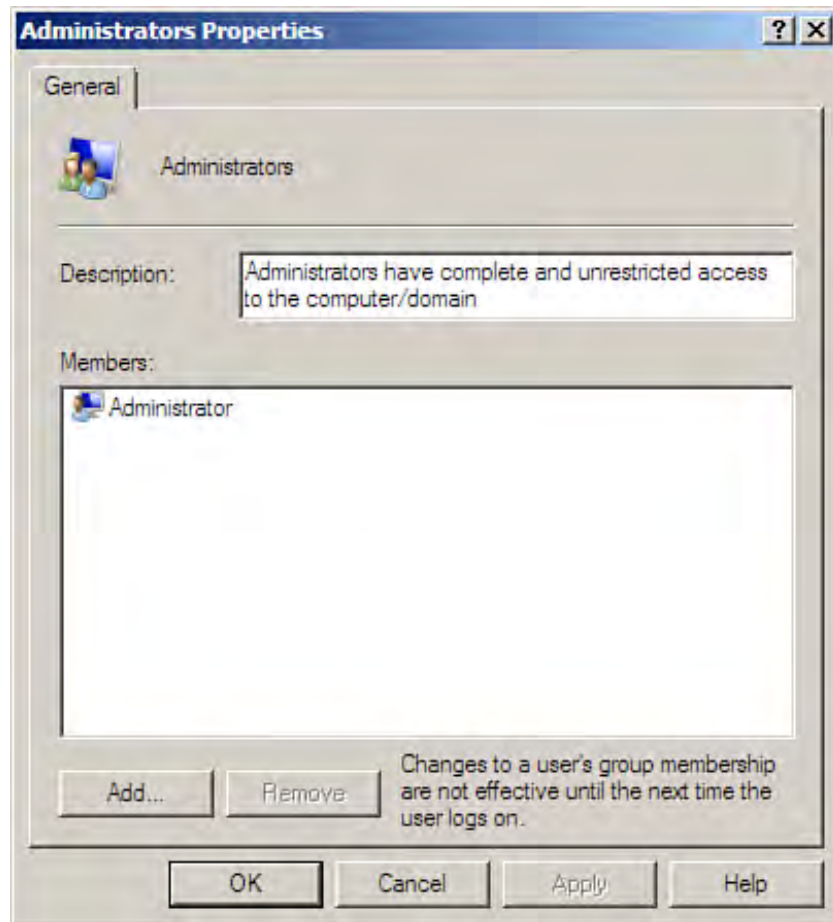 Administrators Properties
? X
General
Administrators
Description:
Administrators have complete and unrestricted access
to the computer/domain
Members:
Administrator
Add...
Remove
Changes to a user's group membership
are not effective until the next time the
user logs on.
OK
Cancel
Apply
Help